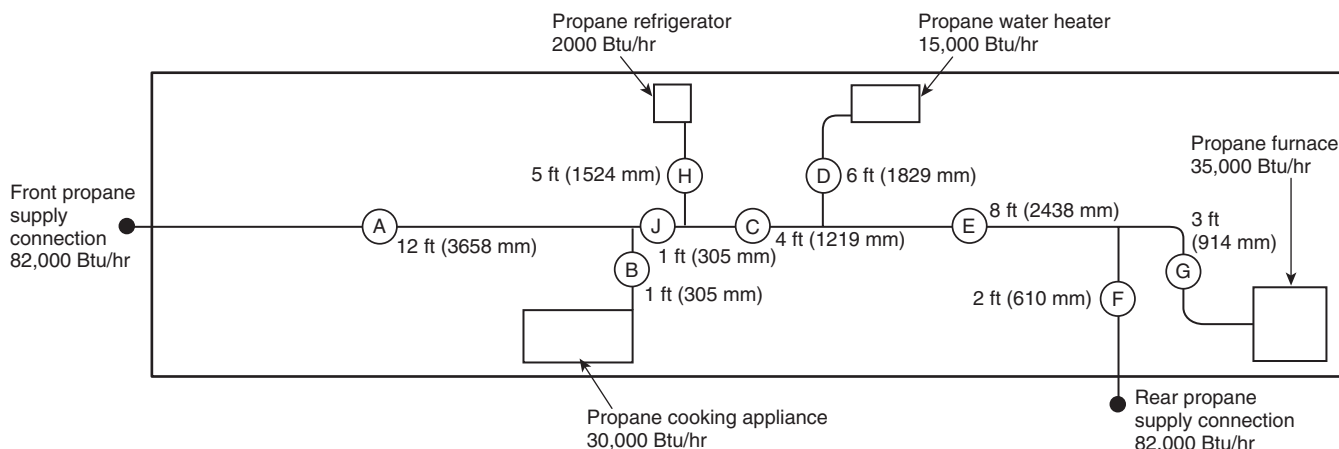 Propane refrigerator
2000 Btu/hr
Propane water heater
15,000 Btu/hr
Propane furnace
35,000 Btu/hr
Front propane
supply
connection
82,000 Btu/hr
5 ft (1524 mm)
H
D
6 ft (1829 mm)
A
12 ft (3658 mm)
J
1 ft (305 mm)
C
4 ft (1219 mm)
E
8 ft (2438 mm)
3 ft
(914 mm)
B
1 ft (305 mm)
2 ft (610 mm)
F
G
Propane cooking appliance
30,000 Btu/hr
Rear propane
supply connection
82,000 Btu/hr